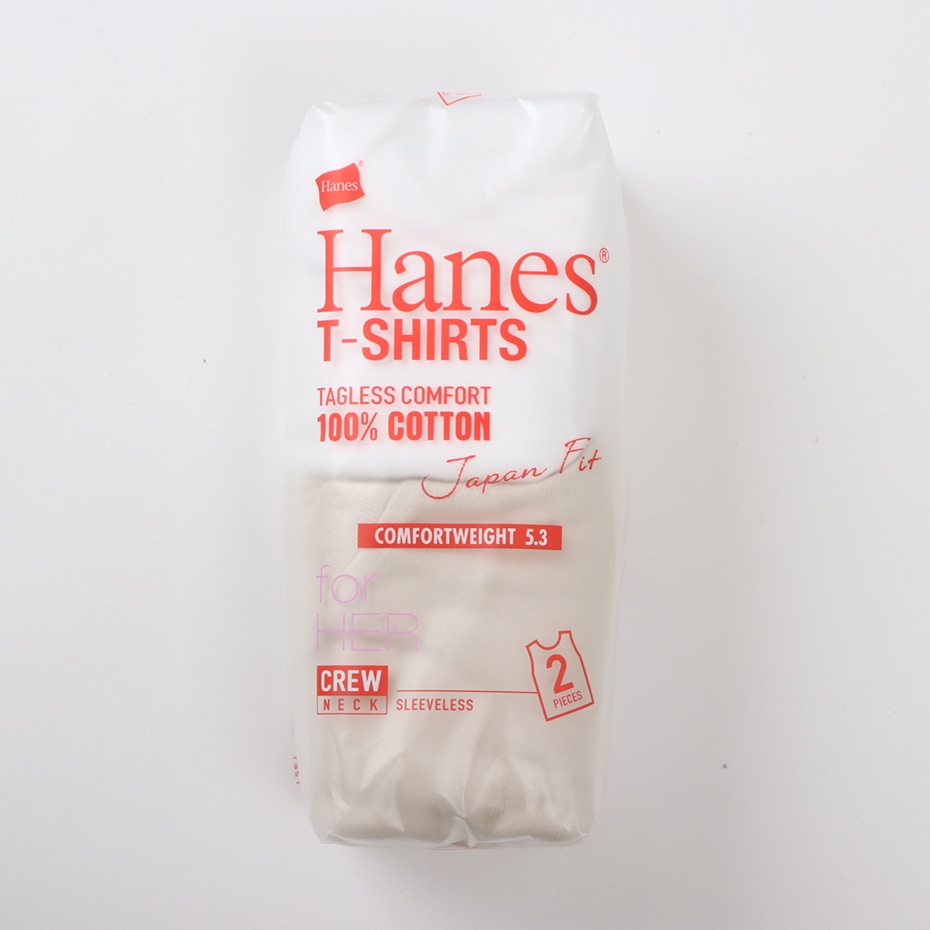 Hanes®
Hanes®
T-SHIRTS
TAGLESS COMFORT
100% COTTON
Japan Fit
COMFORTWEIGHT 5.3
for
HER
CREW
NECK
SLEEVELESS
2
PIECES